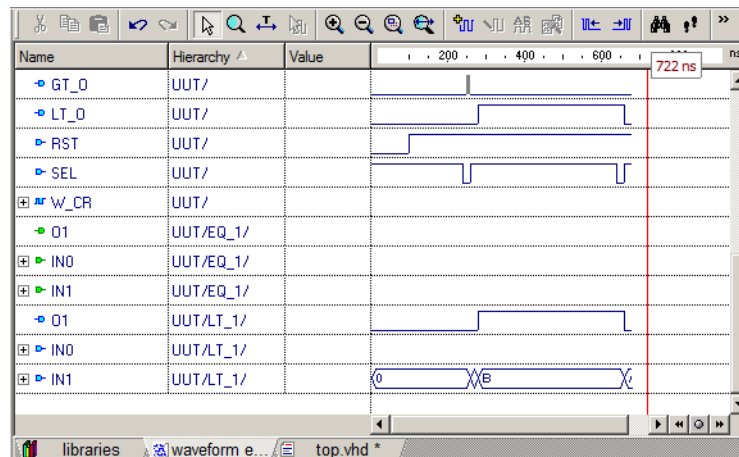 Name Hierarchy Value 200 400 600 ns
722 ns
GT_O UUT/
LT_O UUT/
RST UUT/
SEL UUT/
W_CR UUT/
O1 UUT/EQ_1/
IN0 UUT/EQ_1/
IN1 UUT/EQ_1/
O1 UUT/LT_1/
IN0 UUT/LT_1/
IN1 UUT/LT_1/ 0 B
libraries waveform e... top.vhd *